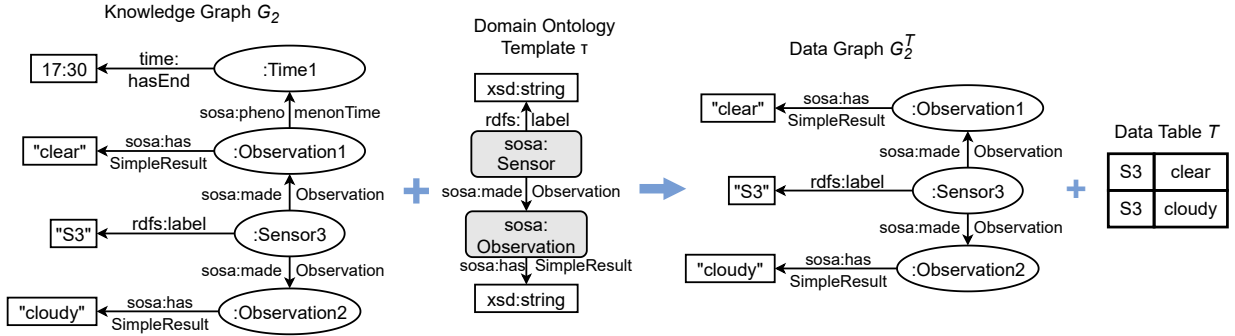 Knowledge Graph G2
17:30
time:
hasEnd
:Time1
sosa:pheno menonTime
"clear"
sosa:has
SimpleResult
:Observation1
sosa:made Observation
"S3"
rdfs:label
:Sensor3
sosa:made Observation
"cloudy"
sosa:has
SimpleResult
:Observation2
+
Domain Ontology
Template τ
xsd:string
rdfs: label
sosa:
Sensor
sosa:made Observation
sosa:
Observation
sosa:has SimpleResult
xsd:string
Data Graph G2T
"clear"
sosa:has
SimpleResult
:Observation1
sosa:made Observation
"S3"
rdfs:label
:Sensor3
sosa:made Observation
"cloudy"
sosa:has
SimpleResult
:Observation2
+
Data Table T
S3 clear
S3 cloudy